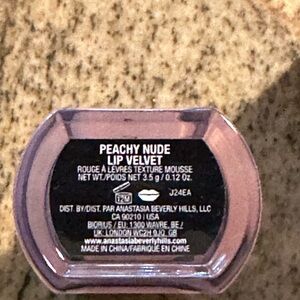 PEACHY NUDE
LIP VELVET
ROUGE À LÈVRES TEXTURE MOUSSE
NET WT./POIDS NET 3.5 g / 0.12 Oz.
12M
J24EA
DIST. BY/DIST. PAR ANASTASIA BEVERLY HILLS, LLC
CA 90210 / USA
BIORIUS / EU: 1300 WAVRE, BE /
UK: LONDON WC2H 9JQ, GB
www.anastasiabeverlyhills.com
MADE IN CHINA/FABRIQUÉ EN CHINE